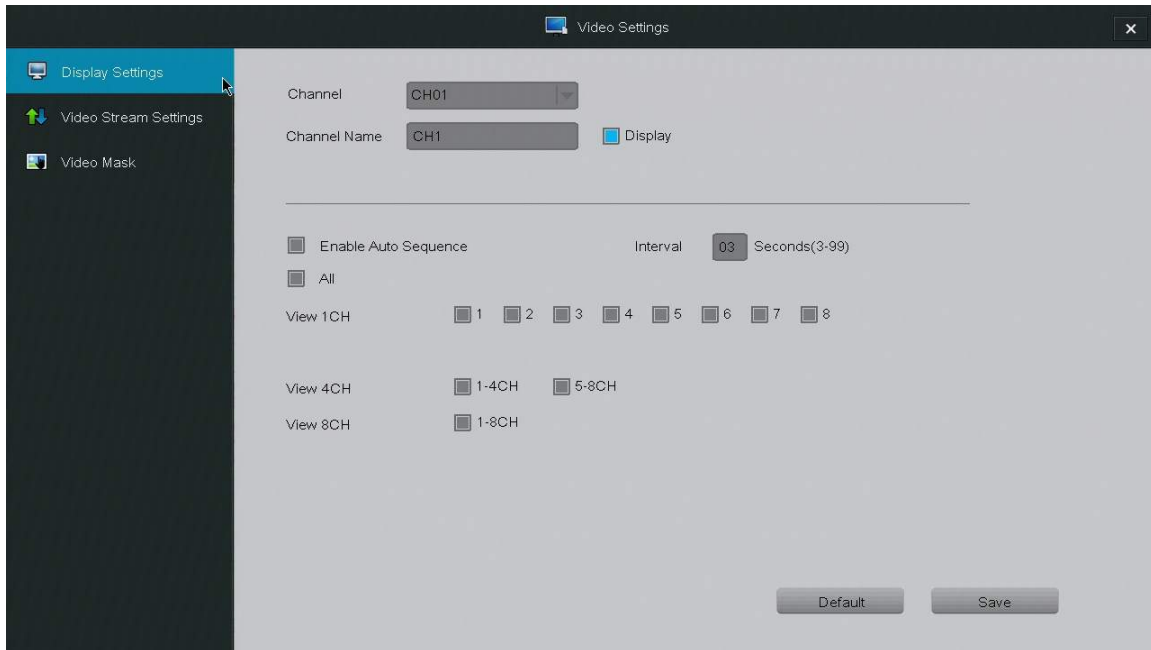 Video Settings
Display Settings
Video Stream Settings
Video Mask
Channel CH01
Channel Name CH1 Display
Enable Auto Sequence Interval 03 Seconds(3-99)
All
View 1CH 1 2 3 4 5 6 7 8
View 4CH 1-4CH 5-8CH
View 8CH 1-8CH
Default Save